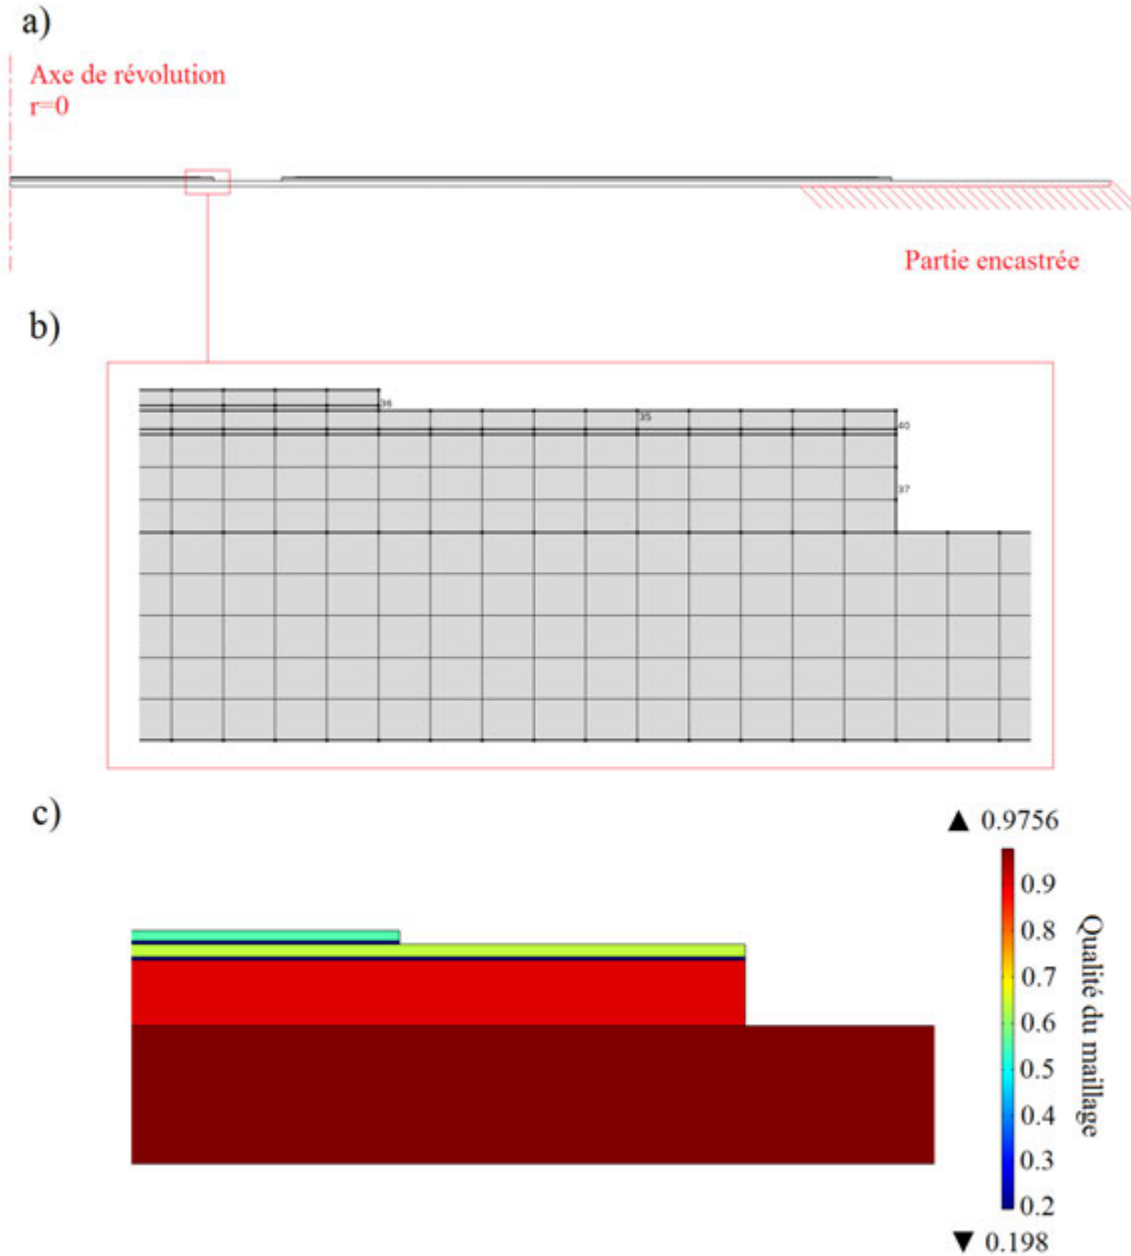 a)
Axe de révolution
r=0
Partie encastrée
b)
36
35
40
37
c)
▲ 0.9756
0.9
0.8
0.7
0.6
0.5
0.4
0.3
0.2
▼ 0.198
Qualité du maillage